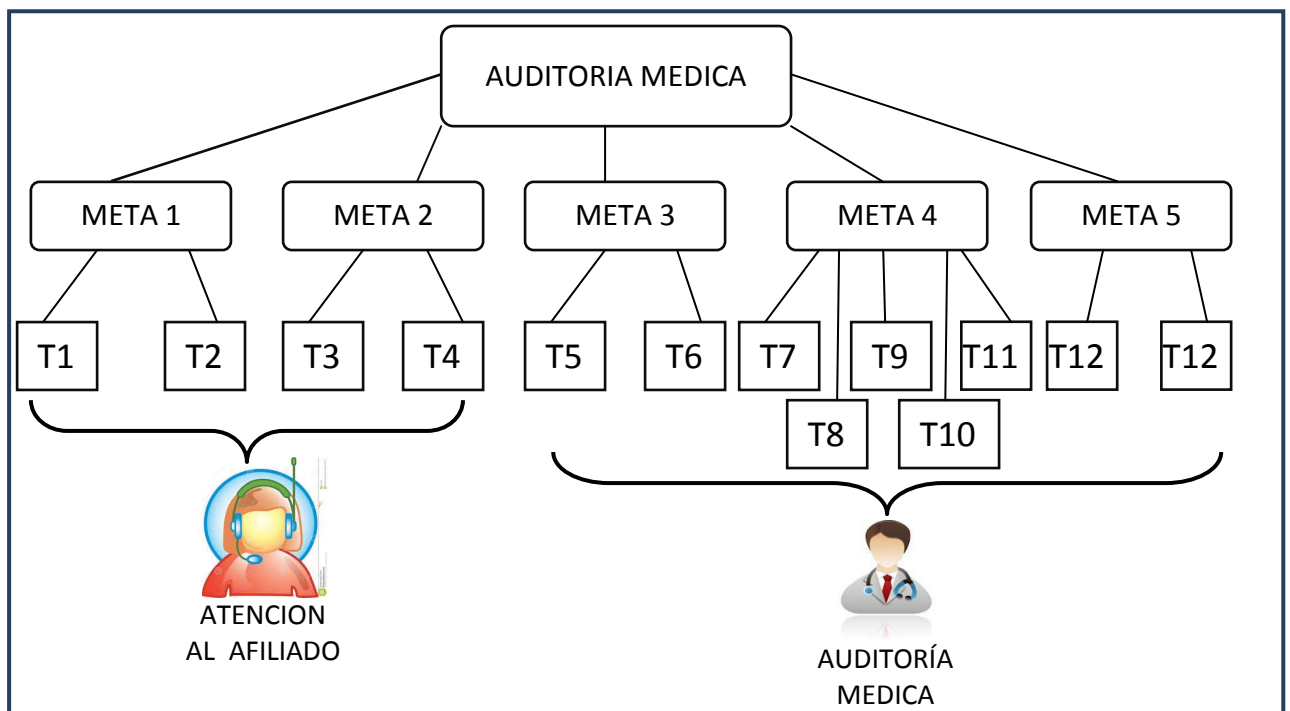 AUDITORIA MEDICA
META 1
META 2
META 3
META 4
META 5
T1
T2
T3
T4
T5
T6
T7
T9
T11
T12
T12
T8
T10
ATENCION
AL AFILIADO
AUDITORÍA
MEDICA